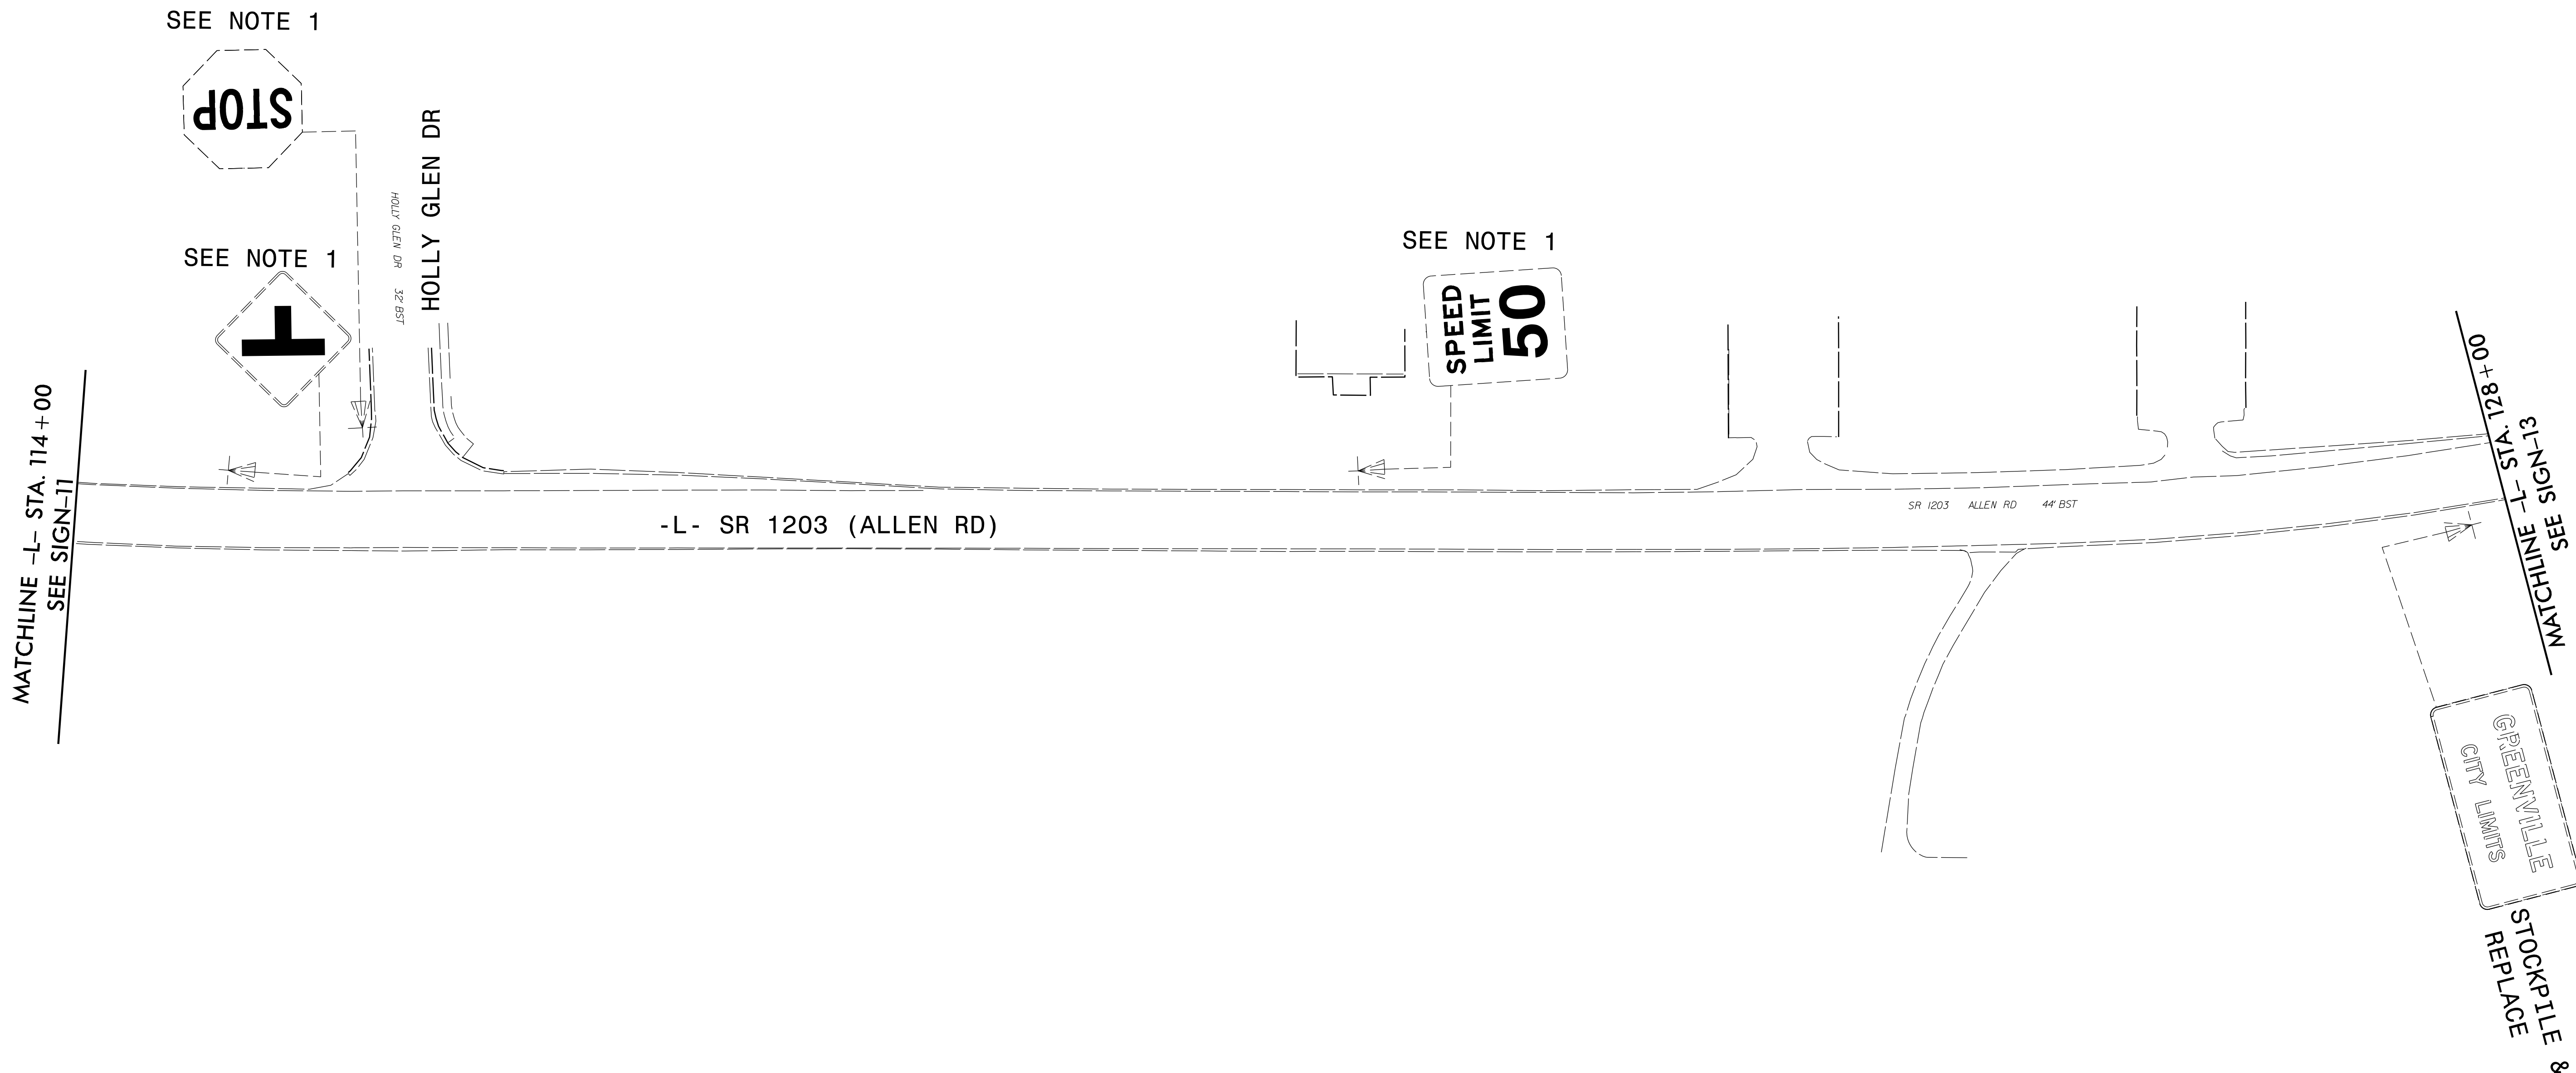 SEE NOTE 1
STOP
HOLLY GLEN DR
HOLLY GLEN DR 32' BST
SEE NOTE 1
SEE NOTE 1
SPEED
LIMIT
50
MATCHLINE -L- STA. 114+00
SEE SIGN-11
-L- SR 1203 (ALLEN RD)
SR 1203 ALLEN RD 44' BST
MATCHLINE -L- STA. 128+00
SEE SIGN-13
GREENVILLE
CITY LIMITS
STOCKPILE &
REPLACE